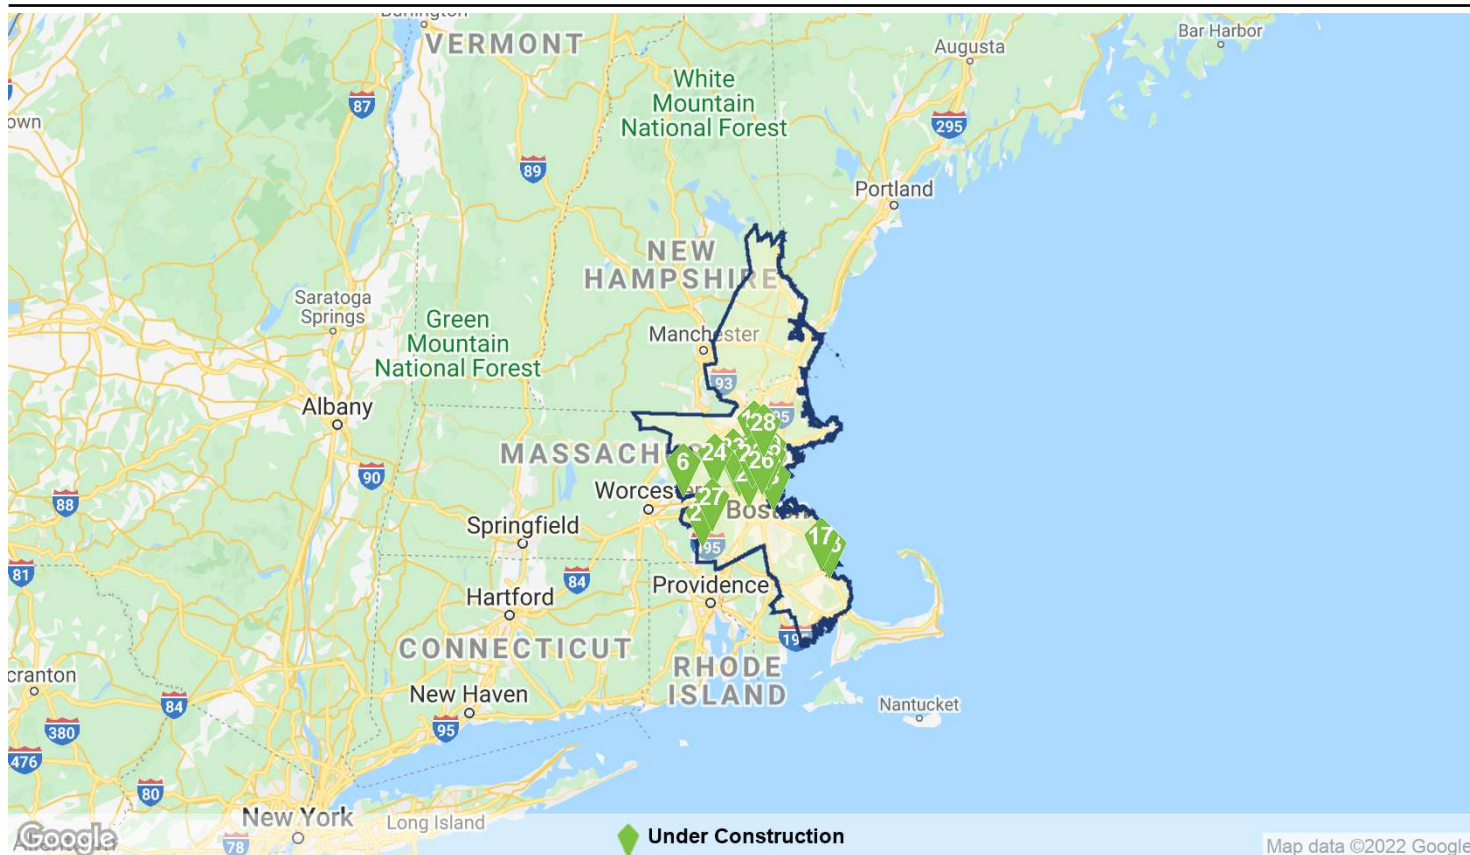 VERMONT
Augusta
Bar Harbor
White
Mountain
National Forest
87
own
295
89
Portland
NEW
HAMPSHIRE
Saratoga
Springs
Green
Mountain
National Forest
Manchester
93
Albany
28
MASSACH
24
6
26
90
88
Worcester
27
17
Springfield
Boston
495
81
84
Providence
Hartford
CONNECTICUT
RHODE
ISLAND
cranton
New Haven
84
95
Nantucket
380
476
80
New York
Long Island
78
Google
Under Construction
Map data ©2022 Google